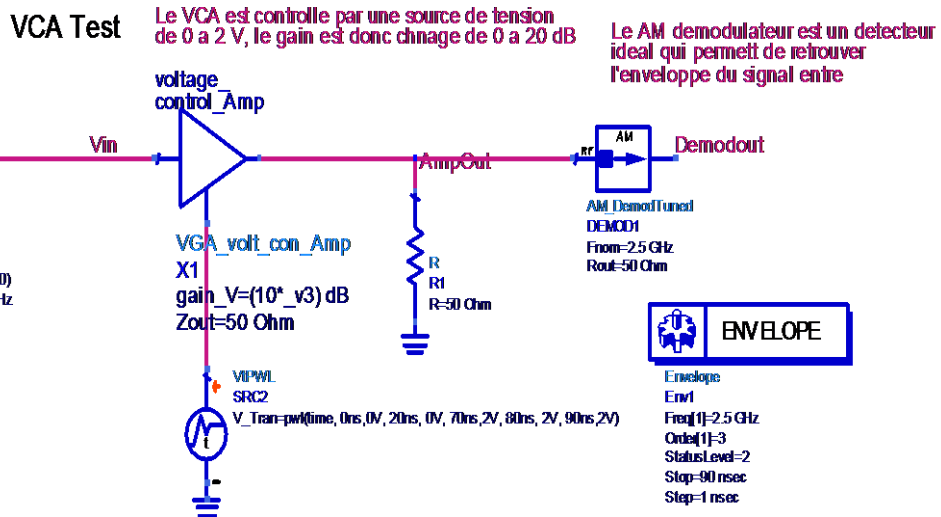 VCA Test
Le VCA est controlle par une source de tension
de 0 a 2 V, le gain est donc chnage de 0 a 20 dB
Le AM demodulateur est un detecteur
ideal qui permett de retrouver
l'enveloppe du signal entre
voltage_
control_Amp
Vin
AmpOut
RF
AM
Demodout
AM_DemodTuned
DEMOD1
Fnom=2.5 GHz
Rout=50 Ohm
VGA_volt_con_Amp
X1
gain_V=(10*_v3) dB
Zout=50 Ohm
0)
Hz
R
R1
R=50 Ohm
ENVELOPE
Envelope
Env1
Freq[1]=2.5 GHz
Order[1]=3
StatusLevel=2
Stop=90 nsec
Step=1 nsec
VtPWL
SRC2
V_Tran=pwl(time, 0ns,0V, 20ns, 0V, 70ns,2V, 80ns, 2V, 90ns,2V)
t